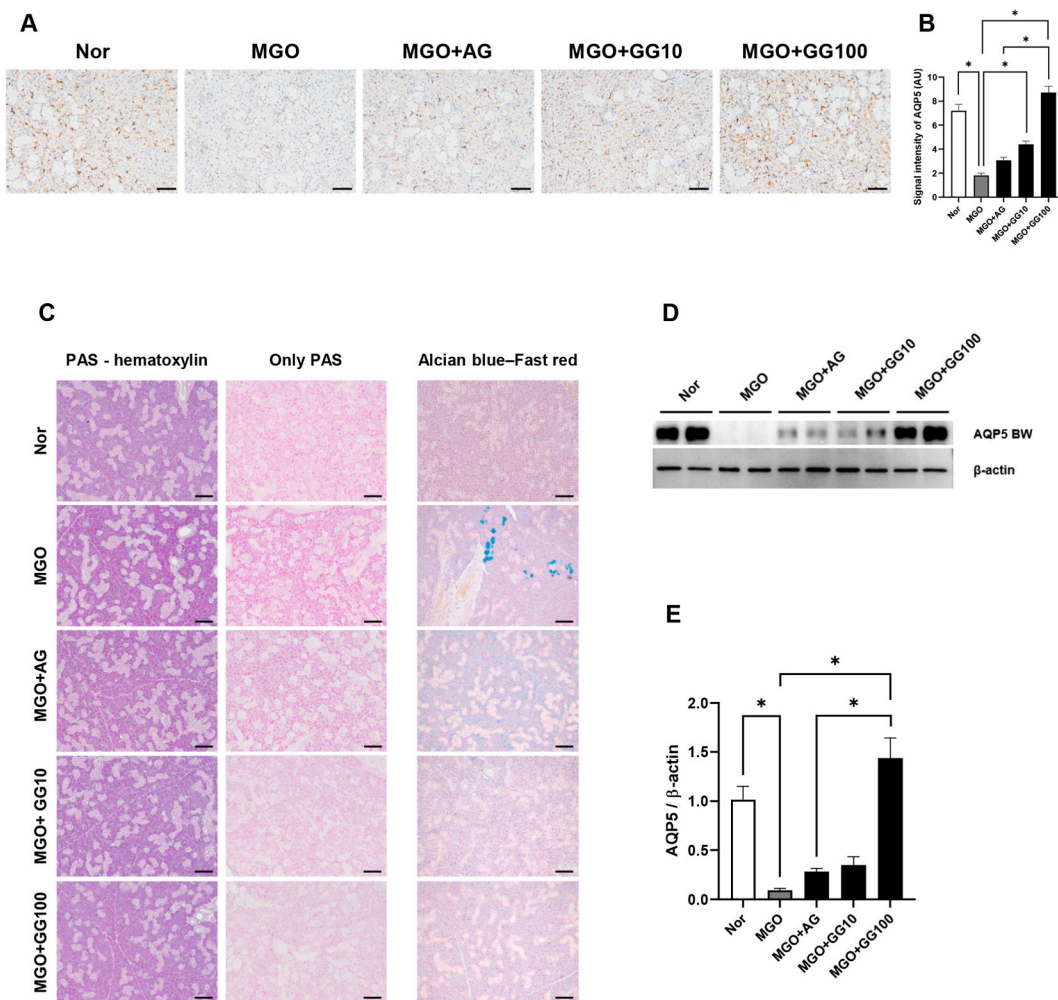 A
Nor
MGO
MGO+AG
MGO+GG10
MGO+GG100
B
*
*
*
*
Signal intensity of AQP5 (AU)
10
8
6
4
2
0
Nor
MGO
MGO+AG
MGO+GG10
MGO+GG100
C
PAS - hematoxylin
Only PAS
Alcian blue–Fast red
Nor
MGO
MGO+AG
MGO+ GG10
MGO+GG100
D
Nor
MGO
MGO+AG
MGO+GG10
MGO+GG100
AQP5 BW
β-actin
E
*
*
*
AQP5 / β-actin
2.0
1.5
1.0
0.5
0.0
Nor
MGO
MGO+AG
MGO+GG10
MGO+GG100